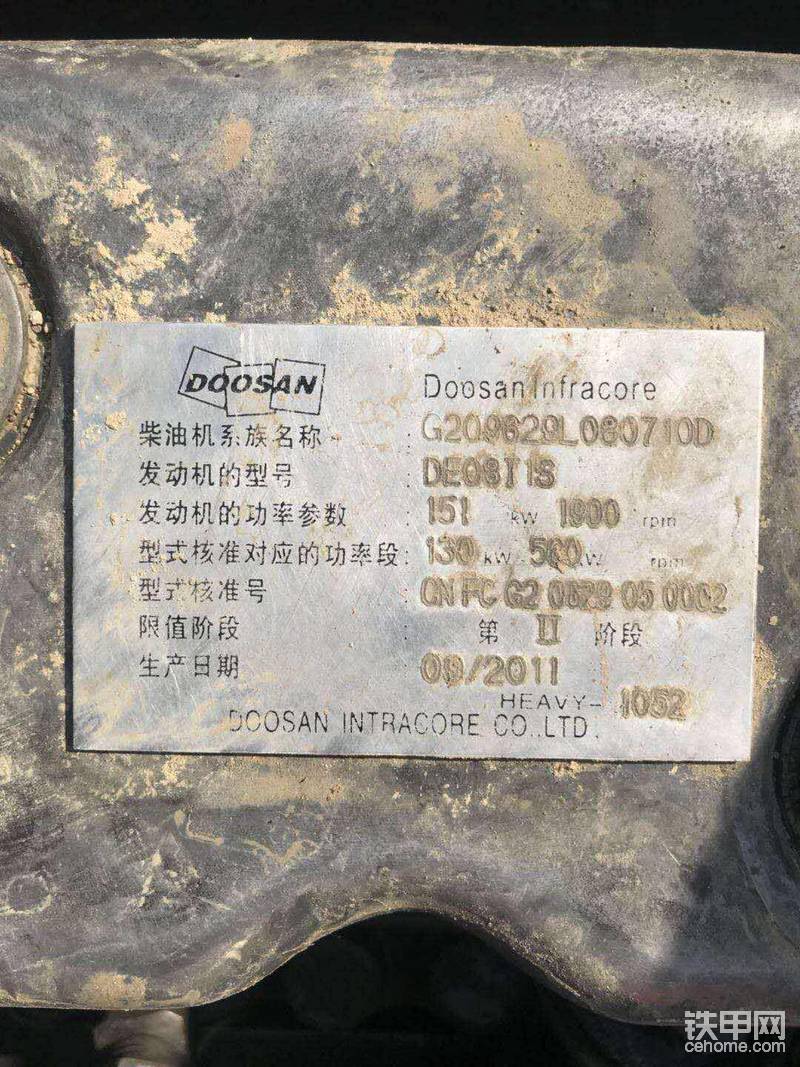 DOOSAN Doosan Infracore
柴油机系族名称 : G209629L080710D
发动机的型号 : DE08TIS
发动机的功率参数 : 151 kw 1900 rpm
型式核准对应的功率段: 130 kw 560 kw rpm
型式核准号 : CN FC G2 0629 05 0002
限值阶段 : 第 II 阶段
生产日期 : 09/2011
HEAVY- 1052
DOOSAN INTRACORE CO.,LTD.
铁甲网
cehome.com